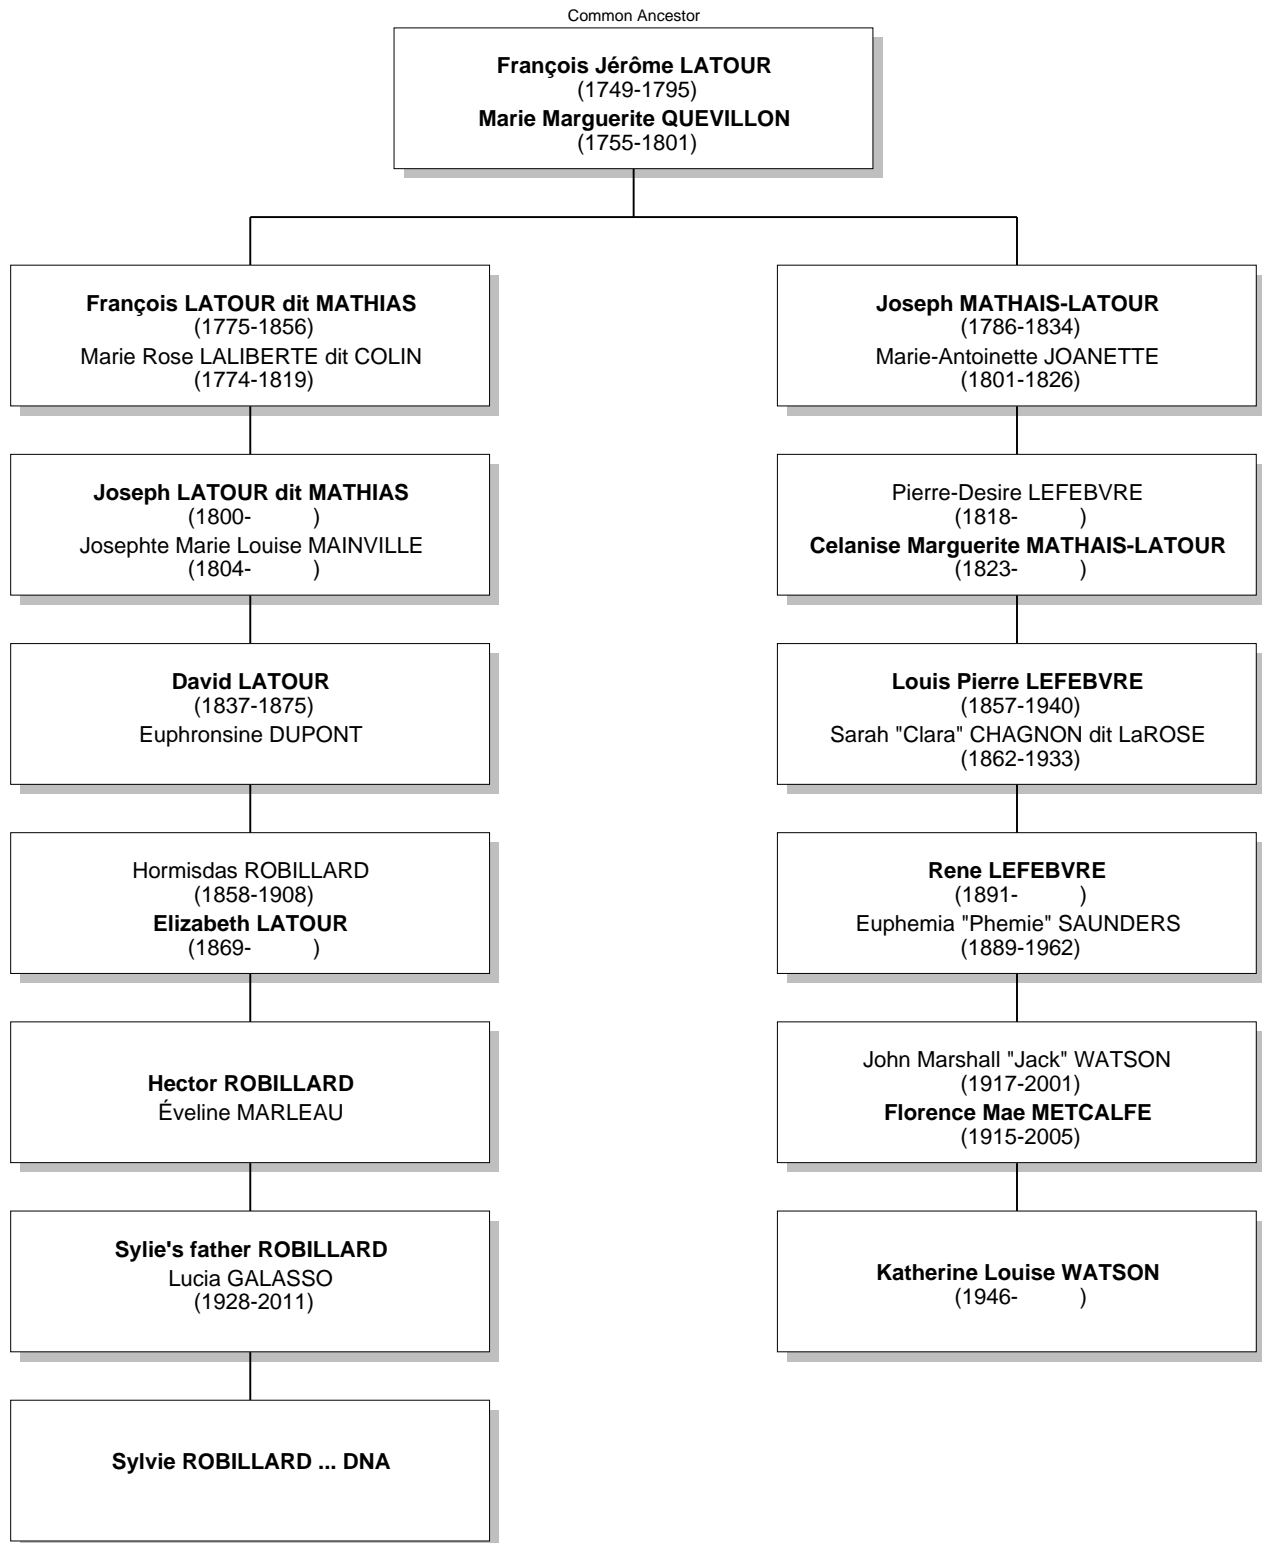 Common Ancestor
François Jérôme LATOUR
(1749-1795)
Marie Marguerite QUEVILLON
(1755-1801)
François LATOUR dit MATHIAS
(1775-1856)
Marie Rose LALIBERTE dit COLIN
(1774-1819)
Joseph MATHAIS-LATOUR
(1786-1834)
Marie-Antoinette JOANETTE
(1801-1826)
Joseph LATOUR dit MATHIAS
(1800- )
Josephte Marie Louise MAINVILLE
(1804- )
Pierre-Desire LEFEBVRE
(1818- )
Celanise Marguerite MATHAIS-LATOUR
(1823- )
David LATOUR
(1837-1875)
Euphronsine DUPONT
Louis Pierre LEFEBVRE
(1857-1940)
Sarah "Clara" CHAGNON dit LaROSE
(1862-1933)
Hormisdas ROBILLARD
(1858-1908)
Elizabeth LATOUR
(1869- )
Rene LEFEBVRE
(1891- )
Euphemia "Phemie" SAUNDERS
(1889-1962)
Hector ROBILLARD
Éveline MARLEAU
John Marshall "Jack" WATSON
(1917-2001)
Florence Mae METCALFE
(1915-2005)
Sylie's father ROBILLARD
Lucia GALASSO
(1928-2011)
Katherine Louise WATSON
(1946- )
Sylvie ROBILLARD ... DNA